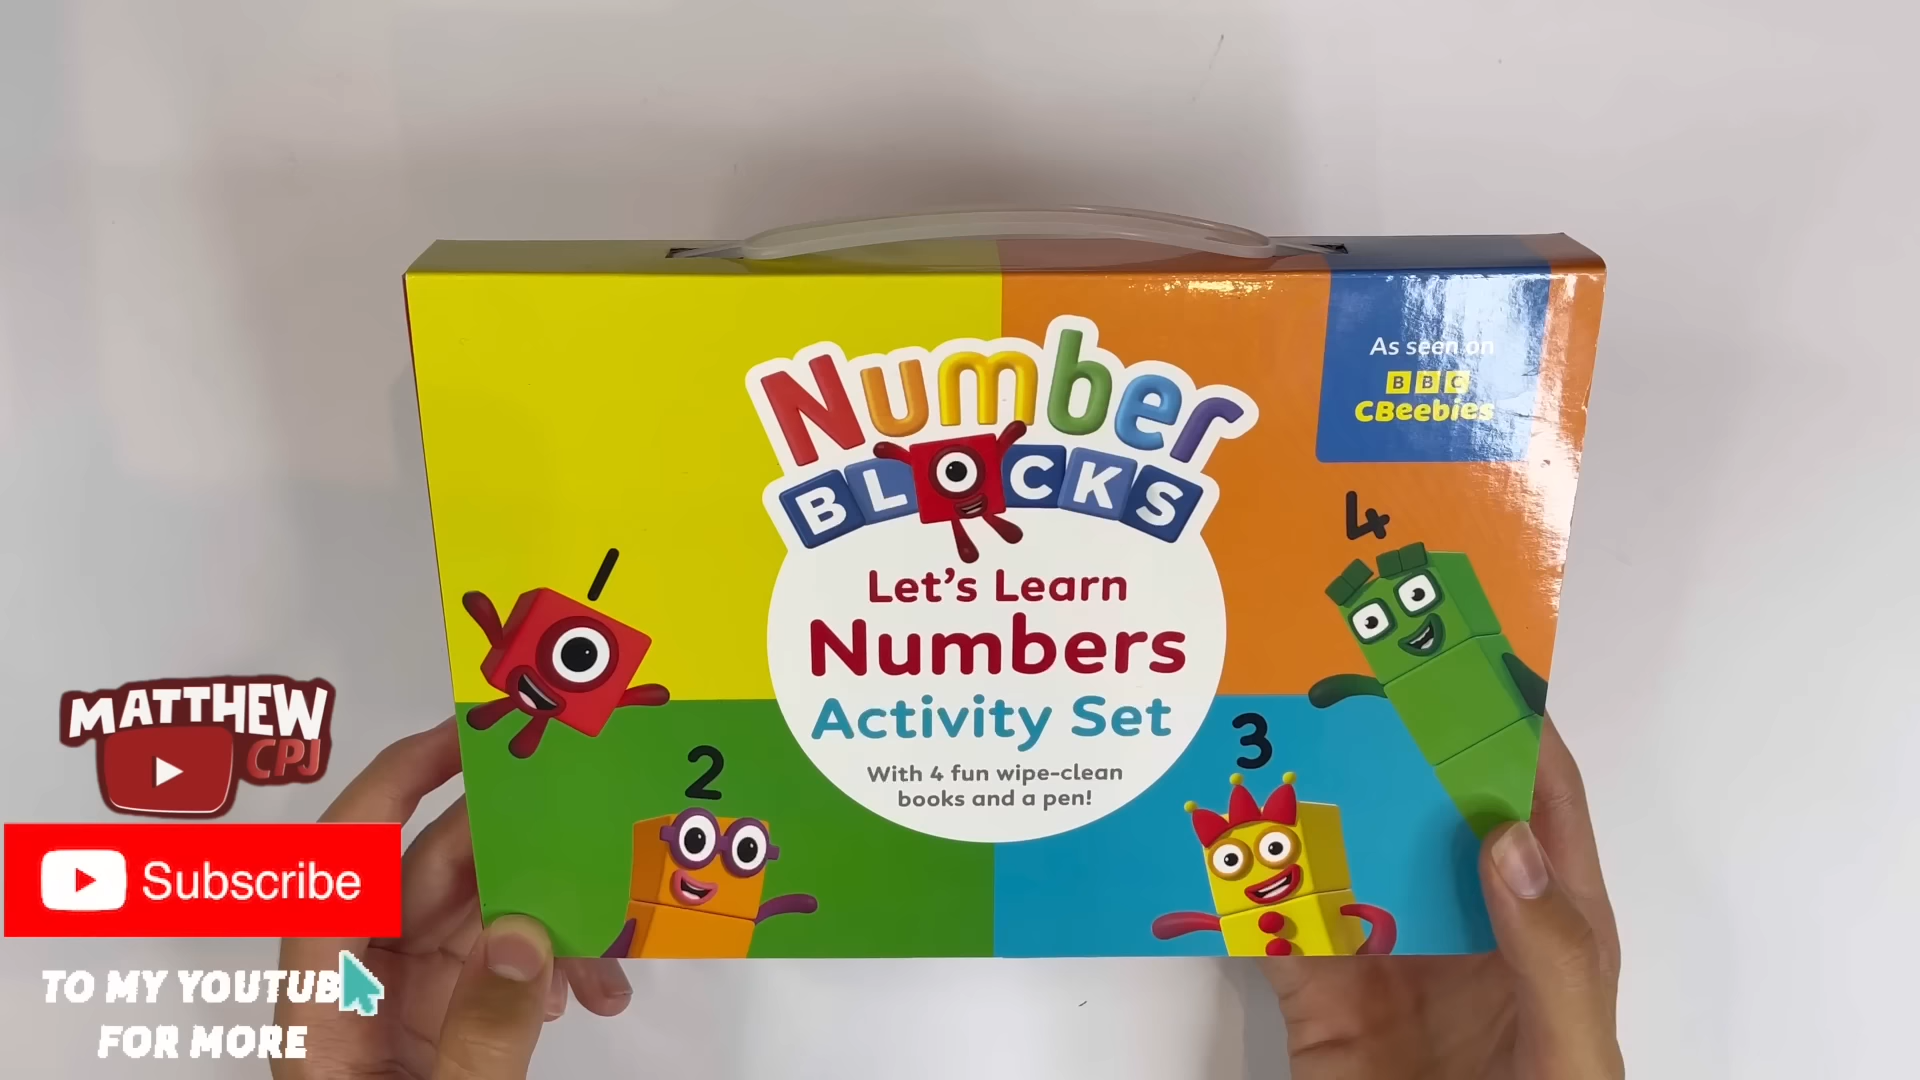 Number
BLOCKS
Let's Learn
Numbers
Activity Set
With 4 fun wipe-clean
books and a pen!
As seen on
BBC
CBeebies
1
2
3
4
MATTHEW
CPJ
Subscribe
TO MY YOUTUB
FOR MORE